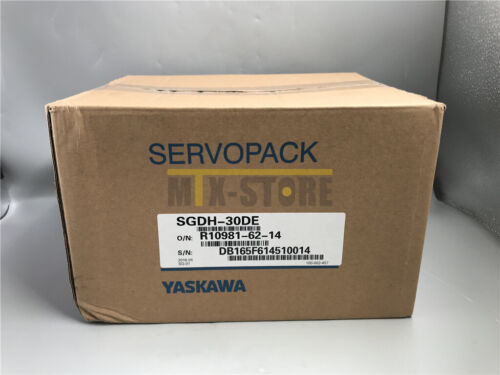 SERVOPACK
MTX-STORE
SGDH-30DE
O/N: R10981-62-14
S/N: DB165F614510014
YASKAWA